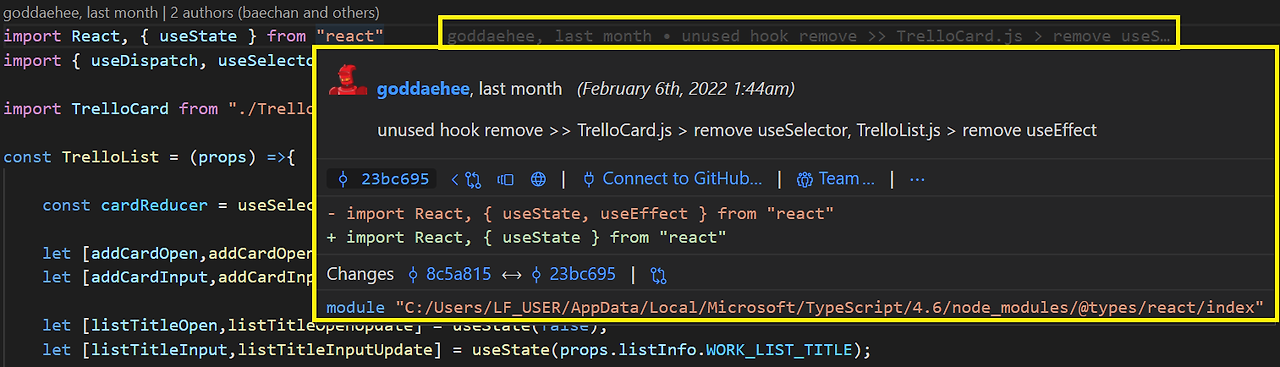 goddaehee, last month | 2 authors (baechan and others)
import React, { useState } from "react" goddaehee, last month • unused hook remove >> TrelloCard.js > remove useS…
import { useDispatch, useSelecto
goddaehee, last month (February 6th, 2022 1:44am)
import TrelloCard from "./Trello
unused hook remove >> TrelloCard.js > remove useSelector, TrelloList.js > remove useEffect
const TrelloList = (props) =>{
23bc695 | Connect to GitHub… | Team… | …
const cardReducer = useSelec
- import React, { useState, useEffect } from "react"
+ import React, { useState } from "react"
let [addCardOpen,addCardOpen
Changes 8c5a815 ↔ 23bc695 |
let [addCardInput,addCardInp
module "C:/Users/LF_USER/AppData/Local/Microsoft/TypeScript/4.6/node_modules/@types/react/index"
let [listTitleOpen,listTitleOpenUpdate] = useState(false);
let [listTitleInput,listTitleInputUpdate] = useState(props.listInfo.WORK_LIST_TITLE);